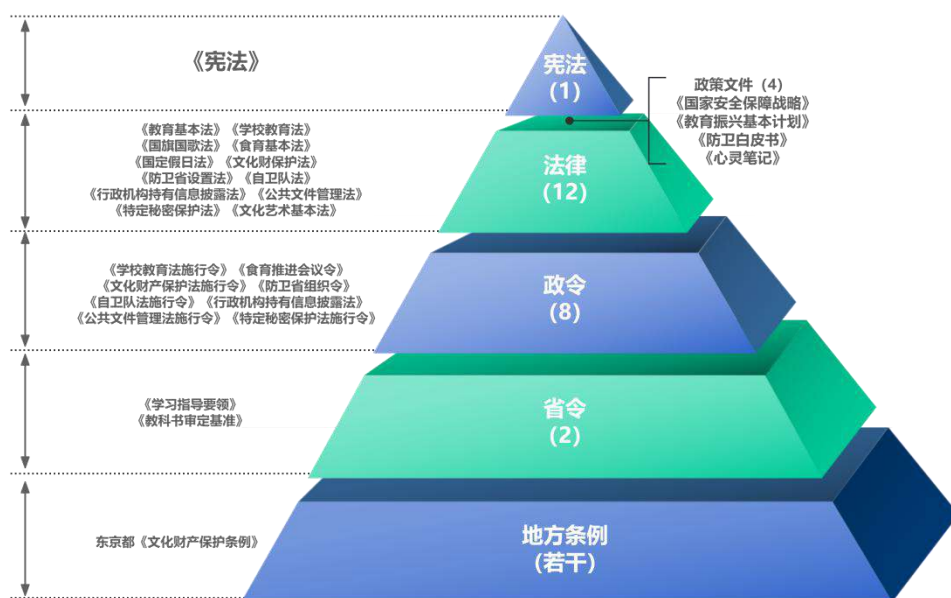 《宪法》
宪法
(1)
政策文件（4）
《国家安全保障战略》
《教育振兴基本计划》
《防卫白皮书》
《心灵笔记》
《教育基本法》《学校教育法》
《国旗国歌法》《食育基本法》
《国定假日法》《文化财保护法》
《防卫省设置法》《自卫队法》
《行政机构持有信息披露法》《公共文件管理法》
《特定秘密保护法》《文化艺术基本法》
法律
(12)
《学校教育法施行令》《食育推进会议令》
《文化财产保护法施行令》《防卫省组织令》
《自卫队法施行令》《行政机构持有信息披露法》
《公共文件管理法施行令》《特定秘密保护法施行令》
政令
(8)
《学习指导要领》
《教科书审定基准》
省令
(2)
东京都《文化财产保护条例》
地方条例
(若干)